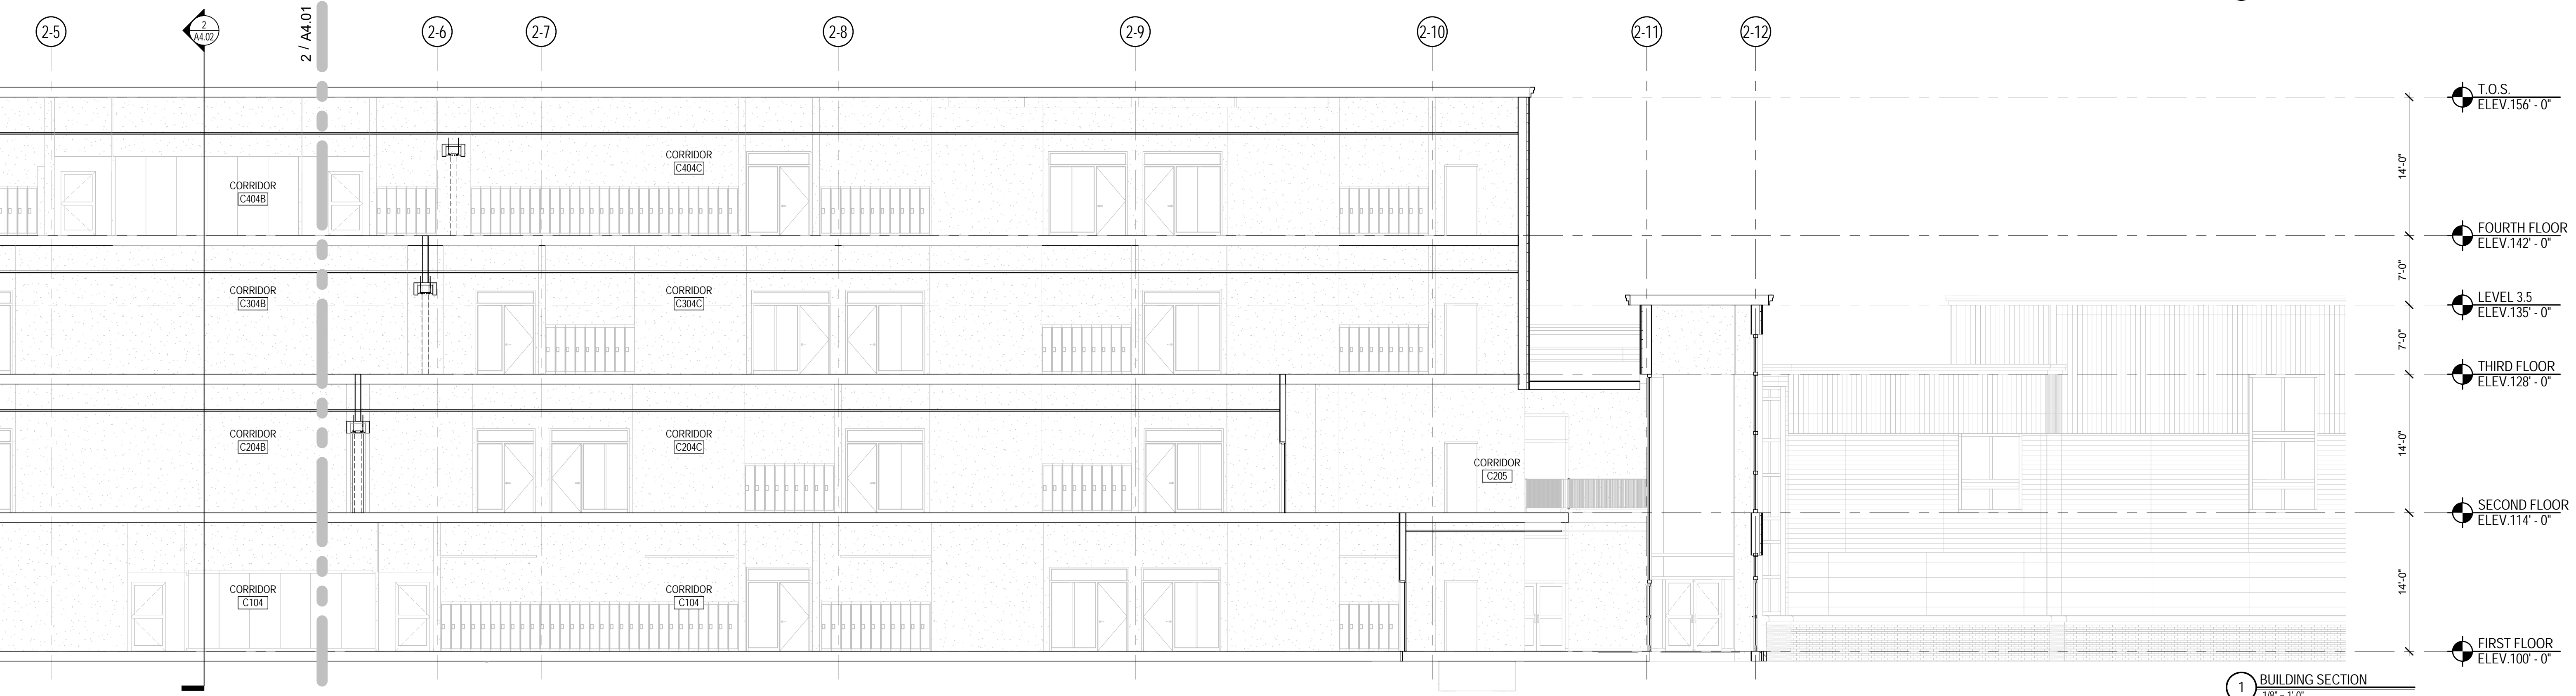 2-5
2
A4.02
2 / A4.01
2-6
2-7
2-8
2-9
2-10
2-11
2-12
T.O.S.
ELEV.156' - 0"
14'-0"
CORRIDOR
C404B
CORRIDOR
C404C
FOURTH FLOOR
ELEV.142' - 0"
7'-0"
CORRIDOR
C304B
CORRIDOR
C304C
LEVEL 3.5
ELEV.135' - 0"
7'-0"
THIRD FLOOR
ELEV.128' - 0"
14'-0"
CORRIDOR
C204B
CORRIDOR
C204C
CORRIDOR
C205
SECOND FLOOR
ELEV.114' - 0"
14'-0"
CORRIDOR
C104
CORRIDOR
C104
FIRST FLOOR
ELEV.100' - 0"
1
BUILDING SECTION
1/8" = 1'-0"